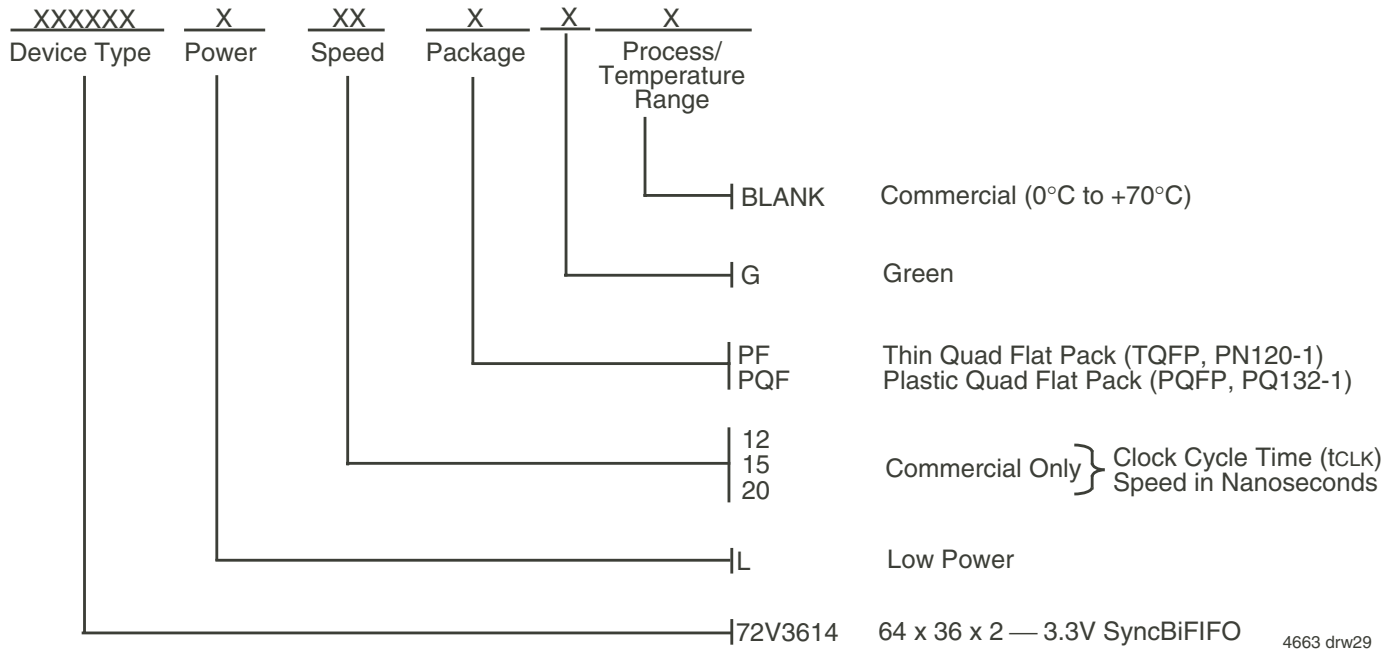 XXXXXX X XX X X X
Device Type Power Speed Package Process/
Temperature
Range
BLANK Commercial (0°C to +70°C)
G Green
PF Thin Quad Flat Pack (TQFP, PN120-1)
PQF Plastic Quad Flat Pack (PQFP, PQ132-1)
12
15
20
Commercial Only } Clock Cycle Time (tCLK)
Speed in Nanoseconds
L Low Power
72V3614 64 x 36 x 2 — 3.3V SyncBiFIFO
4663 drw29